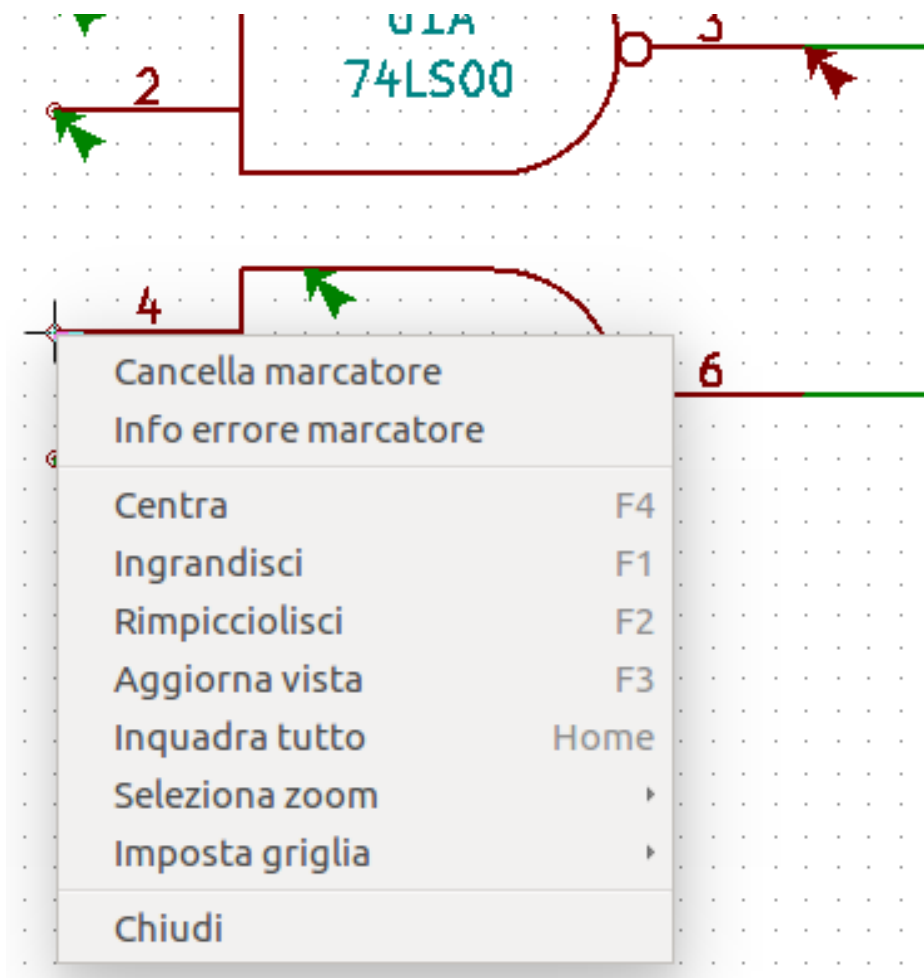 U1A
3
2
74LS00
4
6
Cancella marcatore
Info errore marcatore
Centra F4
Ingrandisci F1
Rimpicciolisci F2
Aggiorna vista F3
Inquadra tutto Home
Seleziona zoom
Imposta griglia
Chiudi